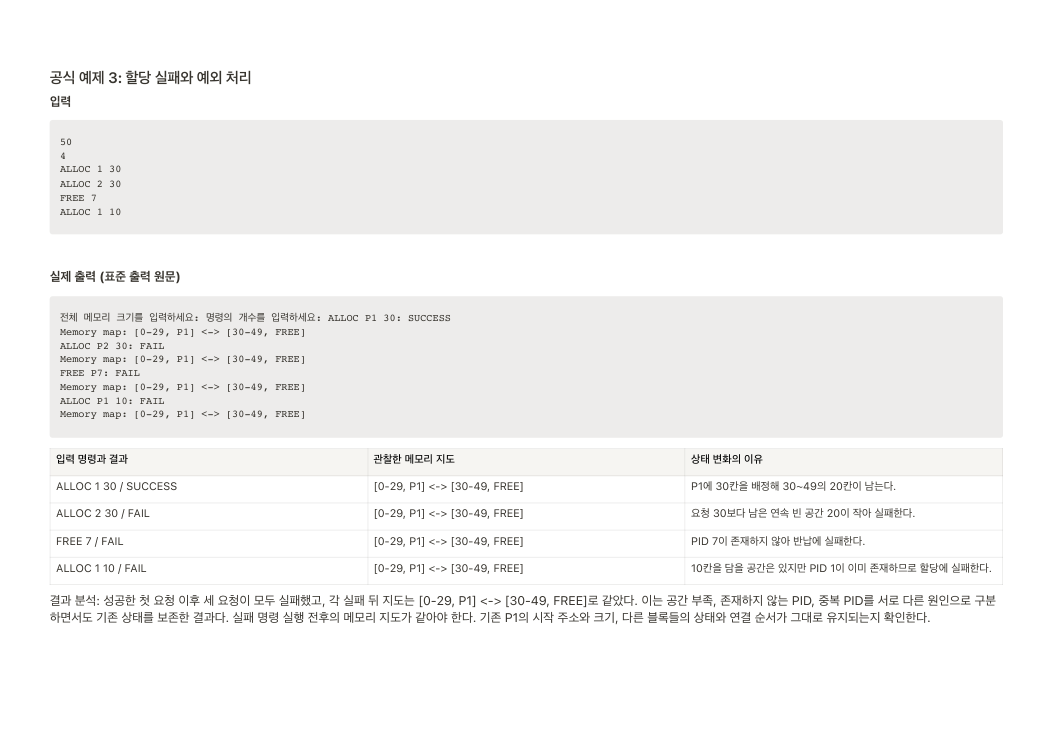 공식 예제 3: 할당 실패와 예외 처리
입력
50
4
ALLOC 1 30
ALLOC 2 30
FREE 7
ALLOC 1 10
실제 출력 (표준 출력 원문)
전체 메모리 크기를 입력하세요: 명령의 개수를 입력하세요: ALLOC P1 30: SUCCESS
Memory map: [0-29, P1] <-> [30-49, FREE]
ALLOC P2 30: FAIL
Memory map: [0-29, P1] <-> [30-49, FREE]
FREE P7: FAIL
Memory map: [0-29, P1] <-> [30-49, FREE]
ALLOC P1 10: FAIL
Memory map: [0-29, P1] <-> [30-49, FREE]
입력 명령과 결과 관찰한 메모리 지도 상태 변화의 이유
ALLOC 1 30 / SUCCESS [0-29, P1] <-> [30-49, FREE] P1에 30칸을 배정해 30~49의 20칸이 남는다.
ALLOC 2 30 / FAIL [0-29, P1] <-> [30-49, FREE] 요청 30보다 남은 연속 빈 공간 20이 작아 실패한다.
FREE 7 / FAIL [0-29, P1] <-> [30-49, FREE] PID 7이 존재하지 않아 반납에 실패한다.
ALLOC 1 10 / FAIL [0-29, P1] <-> [30-49, FREE] 10칸을 담을 공간은 있지만 PID 1이 이미 존재하므로 할당에 실패한다.
결과 분석: 성공한 첫 요청 이후 세 요청이 모두 실패했고, 각 실패 뒤 지도는 [0-29, P1] <-> [30-49, FREE]로 같았다. 이는 공간 부족, 존재하지 않는 PID, 중복 PID를 서로 다른 원인으로 구분
하면서도 기존 상태를 보존한 결과다. 실패 명령 실행 전후의 메모리 지도가 같아야 한다. 기존 P1의 시작 주소와 크기, 다른 블록들의 상태와 연결 순서가 그대로 유지되는지 확인한다.